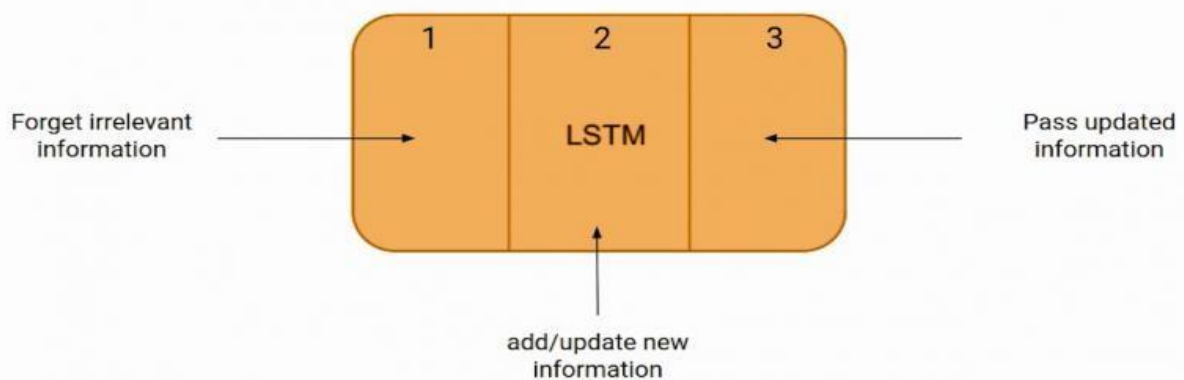 1
2
3
Forget irrelevant
information
LSTM
Pass updated
information
add/update new
information